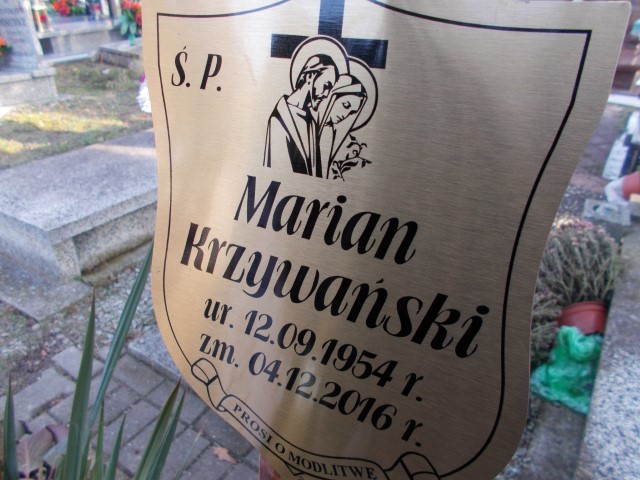 Ś. P.
Marian
Krzywański
ur. 12.09.1954 r.
zm. 04.12.2016 r.
PROSI O MODLITWĘ